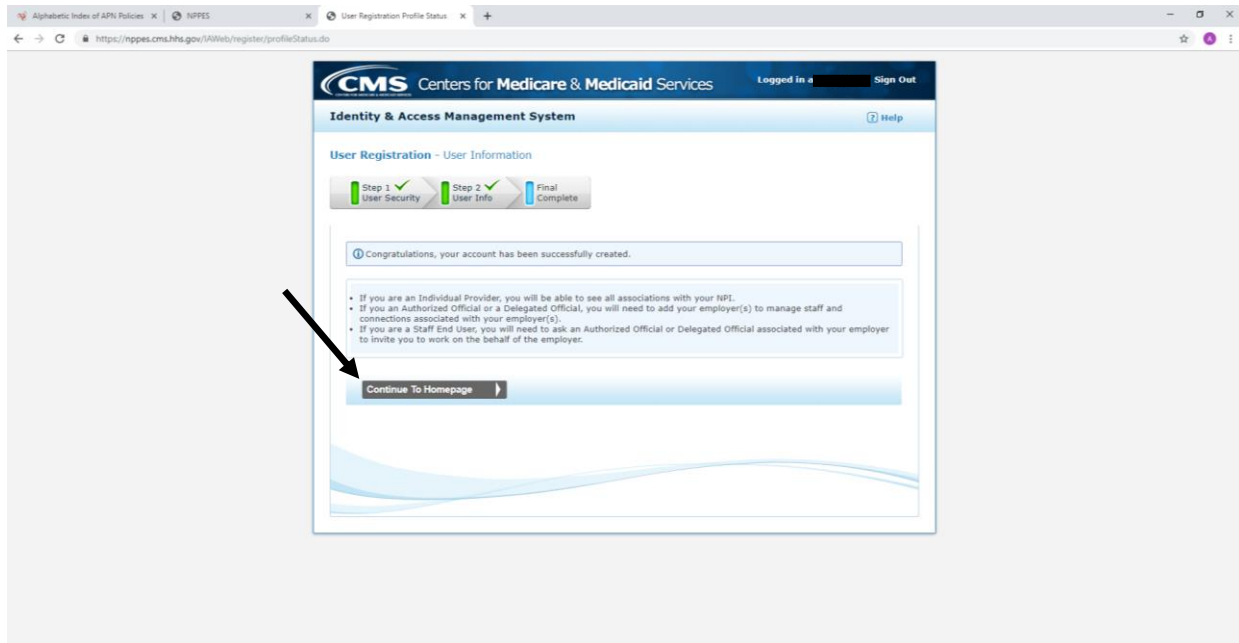 Alphabetic Index of APN Policies
NPPES
User Registration Profile Status
https://nppes.cms.hhs.gov/IAWeb/register/profileStatus.do
CMS Centers for Medicare & Medicaid Services
Logged in a
Sign Out
Identity & Access Management System
? Help
User Registration - User Information
Step 1
User Security
Step 2
User Info
Final
Complete
Congratulations, your account has been successfully created.
• If you are an Individual Provider, you will be able to see all associations with your NPI.
• If you an Authorized Official or a Delegated Official, you will need to add your employer(s) to manage staff and
connections associated with your employer(s).
• If you are a Staff End User, you will need to ask an Authorized Official or Delegated Official associated with your employer
to invite you to work on the behalf of the employer.
Continue To Homepage